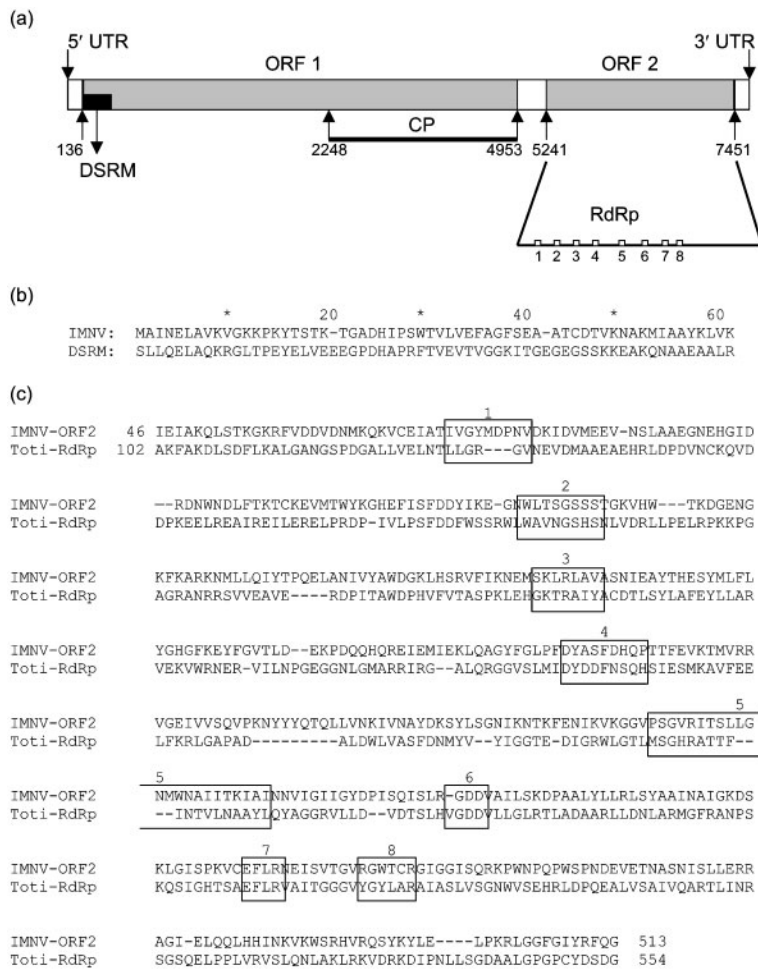 (a)
5′ UTR
3′ UTR
ORF 1
ORF 2
CP
136
2248
4953
5241
7451
DSRM
RdRp
1 2 3 4 5 6 7 8
(b)
* 20 * 40 * 60
IMNV: MAINELAVKVGKKPKYTSTK-TGADHIPSWTVLVEFAGFSEA-ATCDTVKNAKMIAAYKLVK
DSRM: SLLQELAQKRGLTPEYELVEEEGPDHAPRFTVEVTVGGKITGEGEGSSKKEAKQNAAEAALR
(c)
1
IMNV-ORF2 46 IEIAKQLSTKGKRFVDDVDNMKQKVCEIATIVGYMDPNVDKIDVMEEV-NSLAAEGNEHGID
Toti-RdRp 102 AKFAKDLSDFLKALGANGSPDGALLVELNTLLGR---GVNEVDMAAEAEHRLDPDVNCKQVD
2
IMNV-ORF2 --RDNWNDLFTKTCKEVMTWYKGHEFISFDDYIKE-GNWLTSGSSSTGKVHW---TKDGENG
Toti-RdRp DPKEELREAIREILERELPRDP-IVLPSFDDFWSSRWLWAVNGSHSNLVDRLLPELRPKKPG
3
IMNV-ORF2 KFKARKNMLLQIYTPQELANIVYAWDGKLHSRVFIKNEMSKLRLAVASNIEAYTHESYMLFL
Toti-RdRp AGRANRRSVVEAVE----RDPITAWDPHVFVTASPKLEHGKTRAIYACDTLSYLAFEYLLAR
4
IMNV-ORF2 YGHGFKEYFGVTLD--EKPDQQHQREIEMIEKLQAGYFGLPFDYASFDHQPTTFEVKTMVRR
Toti-RdRp VEKVWRNER-VILNPGEGGNLGMARRIRG--ALQRGGVSLMIDYDDFNSQHSIESMKAVFEE
5
IMNV-ORF2 VGEIVVSQVPKNYYYQTQLLVNKIVNAYDKSYLSGNIKNTKFENIKVKGGVPSGVRITSLLG
Toti-RdRp LFKRLGAPAD---------ALDWLVASFDNMYV-YIGGTE-DIGRWLGTLMSGHRATTF--
5 6
IMNV-ORF2 NMWNAIITKIAINNVIGIIGYDPISQISLR-GDDVAILSKDPAALYLLRLSYAAINAIGKDS
Toti-RdRp --INTVLNAAYLQYAGGRVLLD--DVDTSLHVGDDVLLGLRTLADAARLLDNLARMGFRANPS
7 8
IMNV-ORF2 KLGISPKVCEFLRNEISVTGVRGWTCRGIGGISQRKPWNPQPWSPNDEVETNASNISLLERR
Toti-RdRp KQSIGHTSAEFLRVAITGGGVYGYLARAIASLVSGNWVSEHRLDPQEALVSAIVQARTLINR
IMNV-ORF2 AGI-ELQQLHHINKVKWSRHVRQSYKYLE----LPKRLGGFGIYRFQG 513
Toti-RdRp SGSQELPPLVRVLSQNLAKLRKVDRKDIPNLLSGDAALGPGPCYDSDG 554